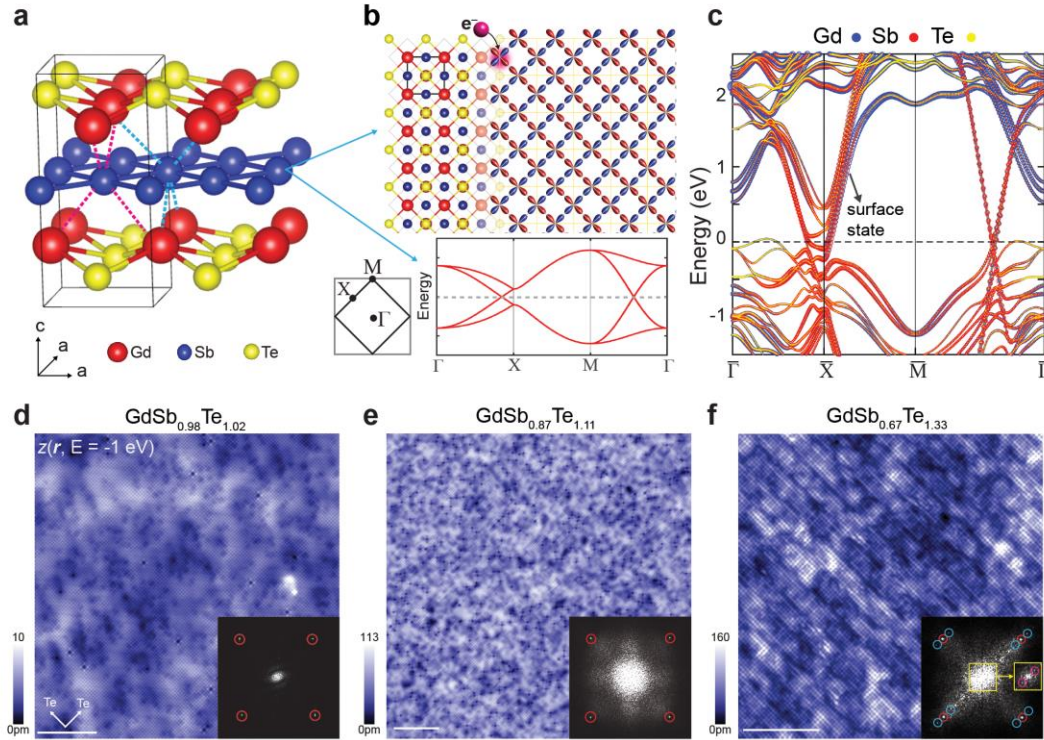 a
c
a
a
Gd Sb Te
b
e⁻
M
X
Γ
Energy
Γ X M Γ
c
Gd Sb Te
Energy (eV)
2
1
0
-1
surface
state
Γ̅ X̅ M̅
d
GdSb₀.₉₈Te₁.₀₂
z(r, E = -1 eV)
10
0pm
Te Te
e
GdSb₀.₈₇Te₁.₁₁
113
0pm
f
GdSb₀.₆₇Te₁.₃₃
160
0pm